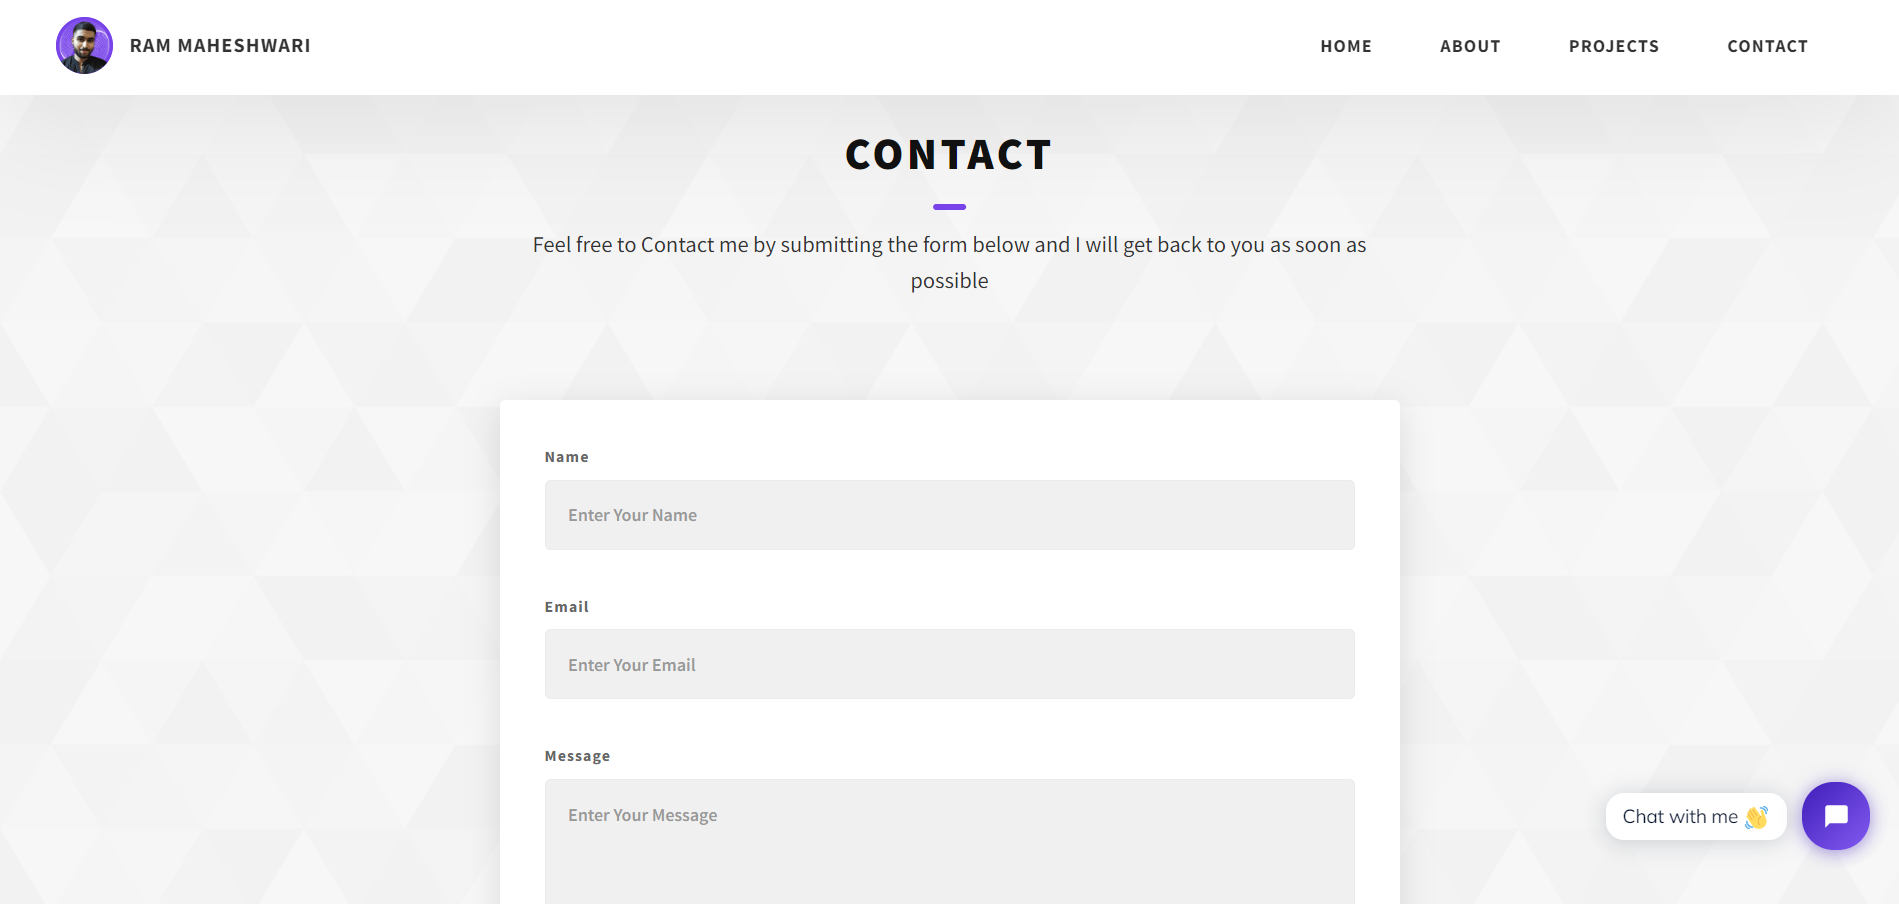 RAM MAHESHWARI
HOME ABOUT PROJECTS CONTACT
CONTACT
Feel free to Contact me by submitting the form below and I will get back to you as soon as
possible
Name
Enter Your Name
Email
Enter Your Email
Message
Enter Your Message
Chat with me 👋